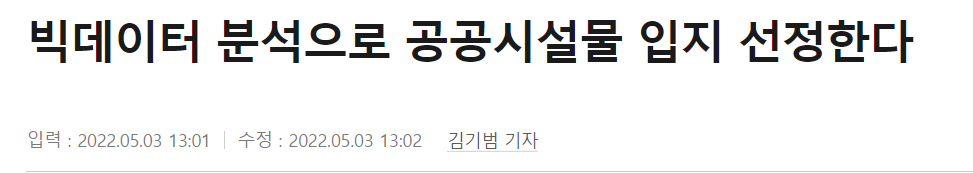 빅데이터 분석으로 공공시설물 입지 선정한다
입력 : 2022.05.03 13:01 수정 : 2022.05.03 13:02 김기범 기자